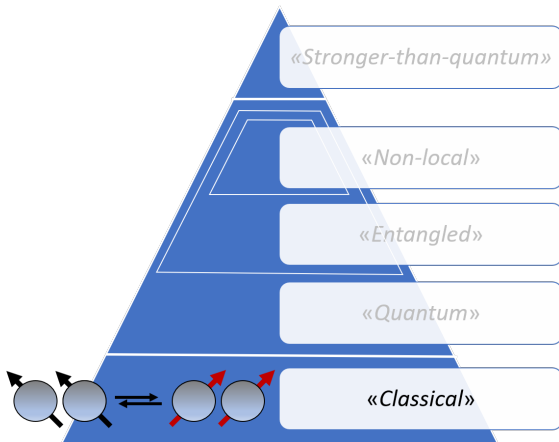 «Stronger-than-quantum»
«Non-local»
«Entangled»
«Quantum»
«Classical»